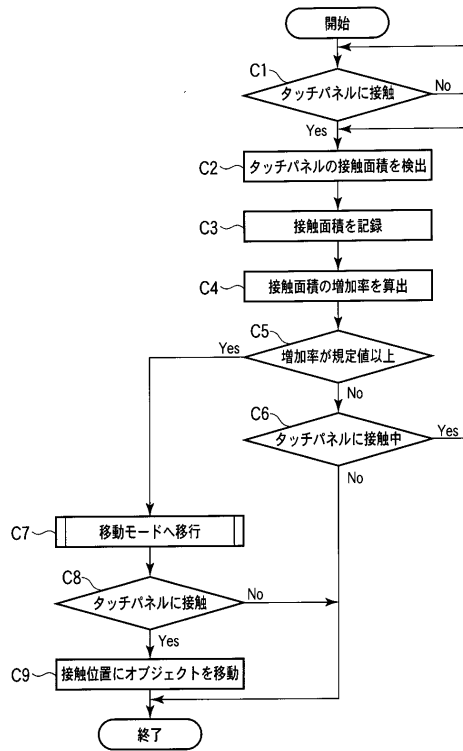 開始
C1
タッチパネルに接触
No
Yes
C2
タッチパネルの接触面積を検出
C3
接触面積を記録
C4
接触面積の増加率を算出
C5
Yes
増加率が規定値以上
No
C6
タッチパネルに接触中
Yes
No
C7
移動モードへ移行
C8
タッチパネルに接触
No
Yes
C9
接触位置にオブジェクトを移動
終了